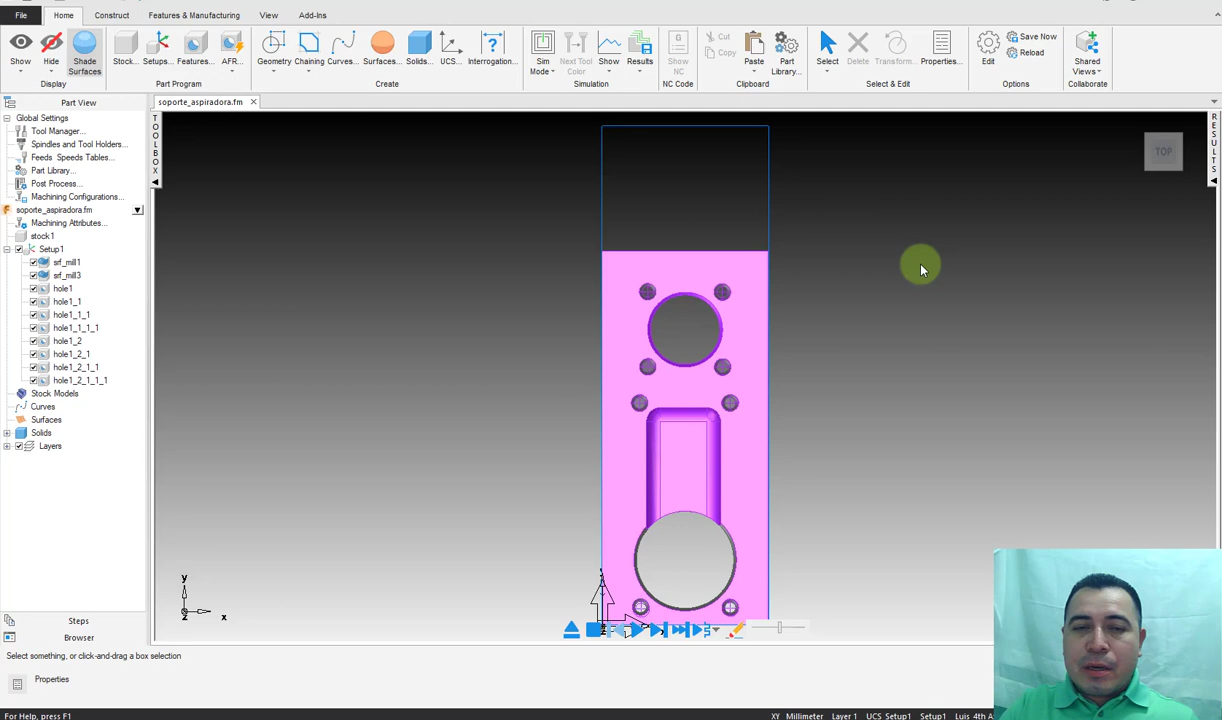 File Home Construct Features & Manufacturing View Add-Ins
Show Hide Shade Surfaces Stock... Setups... Features... AFR... Geometry Chaining Curves... Surfaces... Solids... UCS... Interrogation... Sim Mode Next Tool Color Show Results Show NC Cut Copy Paste Part Library... Select Delete Transform... Properties... Edit Save Now Reload Shared Views
Display Part Program Create Simulation NC Code Clipboard Select & Edit Options Collaborate
Part View
soporte_aspiradora.fm
Global Settings
Tool Manager...
Spindles and Tool Holders...
Feeds Speeds Tables...
Part Library...
Post Process...
Machining Configurations...
soporte_aspiradora.fm
Machining Attributes...
stock1
Setup1
srf_mill1
srf_mill3
hole1
hole1_1
hole1_1_1
hole1_1_1_1
hole1_2
hole1_2_1
hole1_2_1_1
hole1_2_1_1_1
Stock Models
Curves
Surfaces
Solids
Layers
TOOLBOX
RESULTS
TOP
y
x
z
Steps
Browser
Select something, or click-and-drag a box selection
Properties
For Help, press F1
XY Millimeter Layer 1 UCS Setup1 Setup1 Luis 4th A